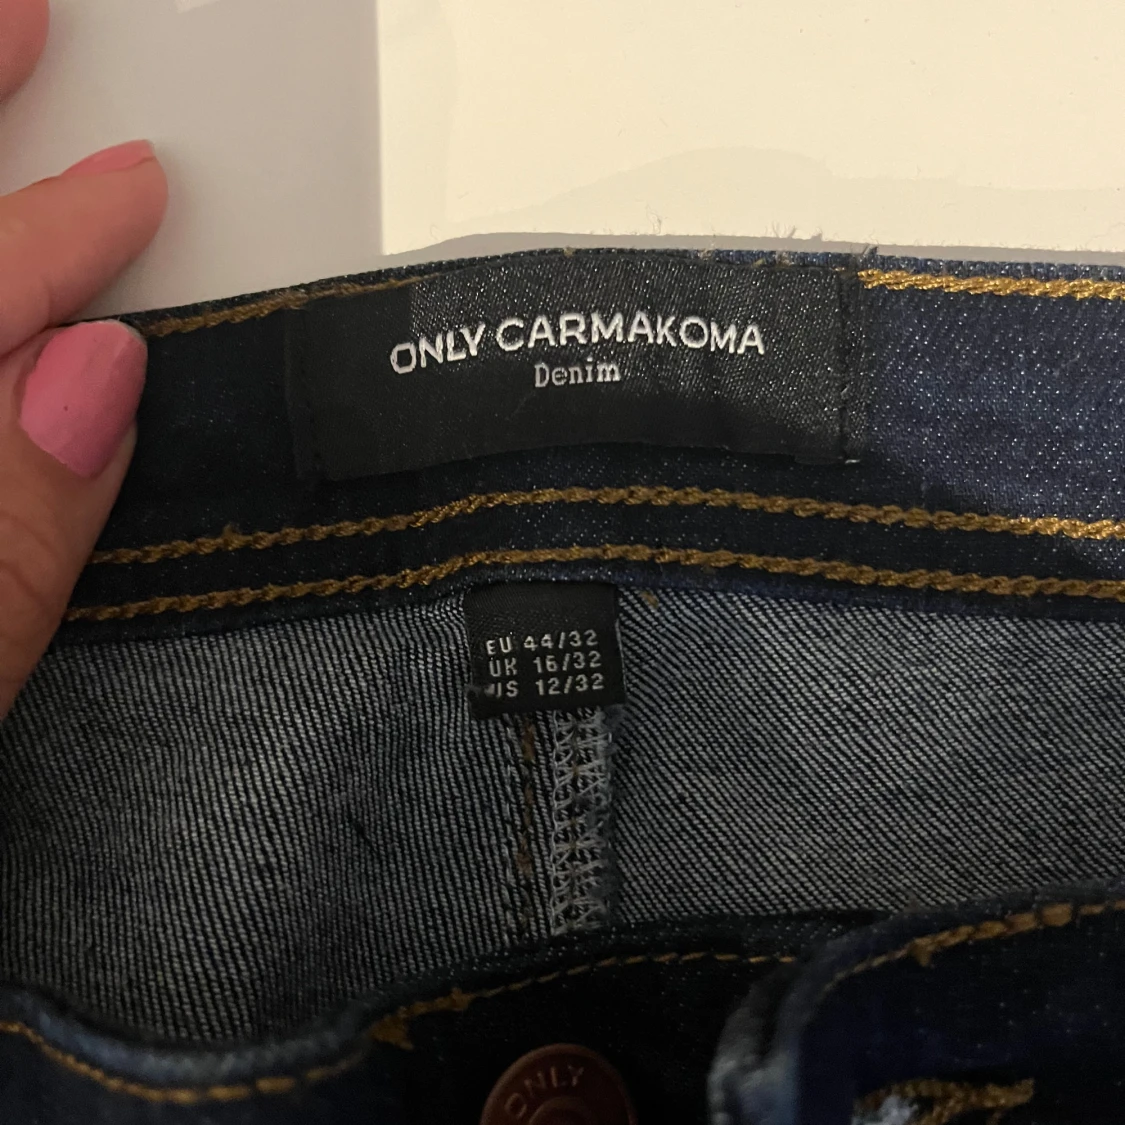 ONLY CARMAKOMA
Denim
EU 44/32
UK 16/32
US 12/32
ONLY